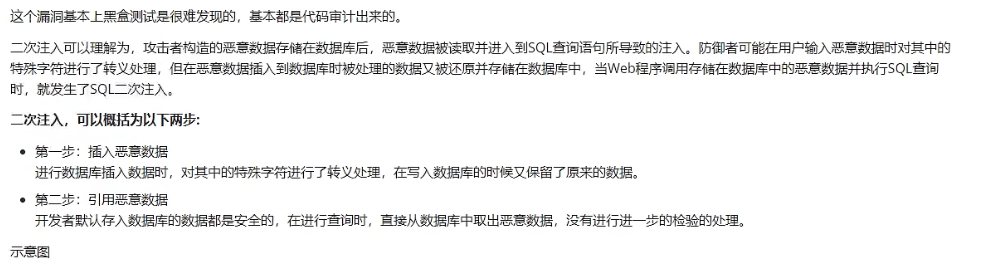 这个漏洞基本上黑盒测试是很难发现的，基本都是代码审计出来的。
二次注入可以理解为，攻击者构造的恶意数据存储在数据库后，恶意数据被读取并进入到SQL查询语句所导致的注入。防御者可能在用户输入恶意数据时对其中的
特殊字符进行了转义处理，但在恶意数据插入到数据库时被处理的数据又被还原并存储在数据库中，当Web程序调用存储在数据库中的恶意数据并执行SQL查询
时，就发生了SQL二次注入。
二次注入，可以概括为以下两步:
第一步：插入恶意数据
进行数据库插入数据时，对其中的特殊字符进行了转义处理，在写入数据库的时候又保留了原来的数据。
第二步：引用恶意数据
开发者默认存入数据库的数据都是安全的，在进行查询时，直接从数据库中取出恶意数据，没有进行进一步的检验的处理。
示意图